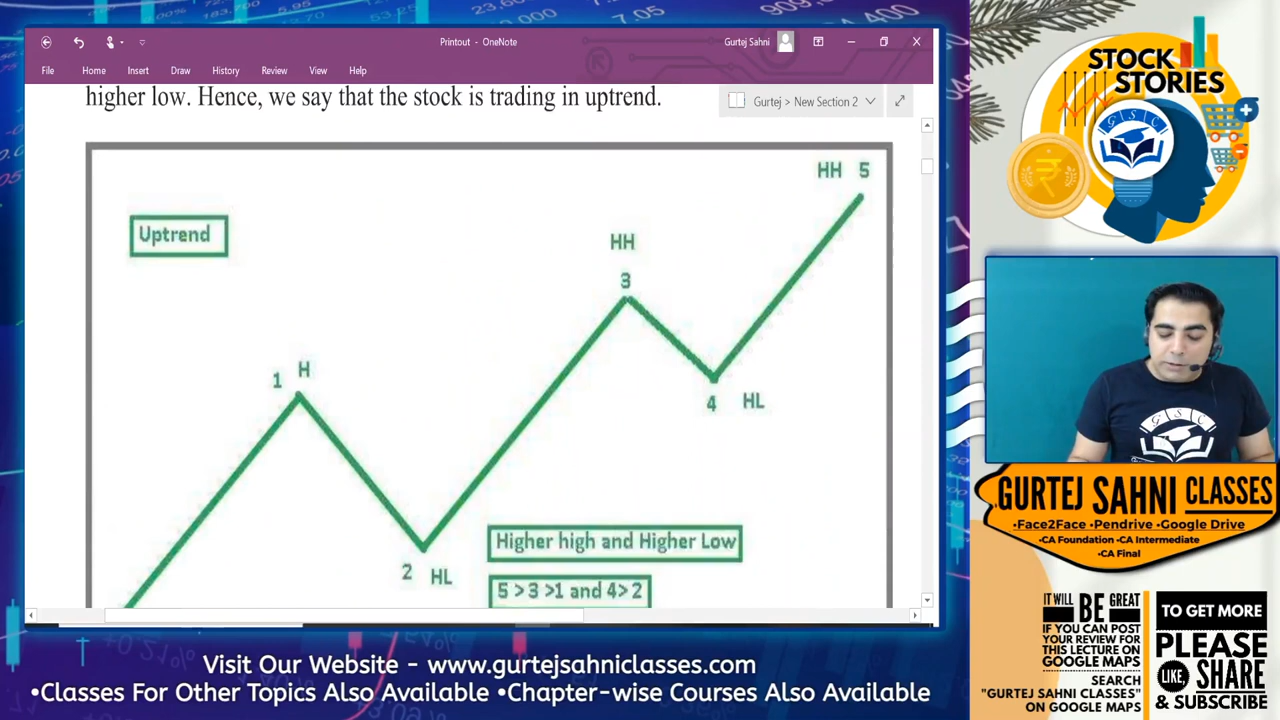 Printout - OneNote
Gurtej Sahni
File Home Insert Draw History Review View Help
higher low. Hence, we say that the stock is trading in uptrend.
Gurtej > New Section 2
Uptrend
HH 5
HH
3
1 H
4 HL
2 HL
Higher high and Higher Low
5 >3 >1 and 4> 2
STOCK
STORIES
G S C
₹
GSC
GURTEJ SAHNI CLASSES
•Face2Face •Pendrive •Google Drive
•CA Foundation •CA Intermediate
•CA Final
IT WILL BE GREAT
IF YOU CAN POST
YOUR REVIEW FOR
THIS LECTURE ON
GOOGLE MAPS
SEARCH
"GURTEJ SAHNI CLASSES"
ON GOOGLE MAPS
TO GET MORE
PLEASE
LIKE, SHARE
& SUBSCRIBE
Visit Our Website - www.gurtejsahniclasses.com
•Classes For Other Topics Also Available •Chapter-wise Courses Also Available